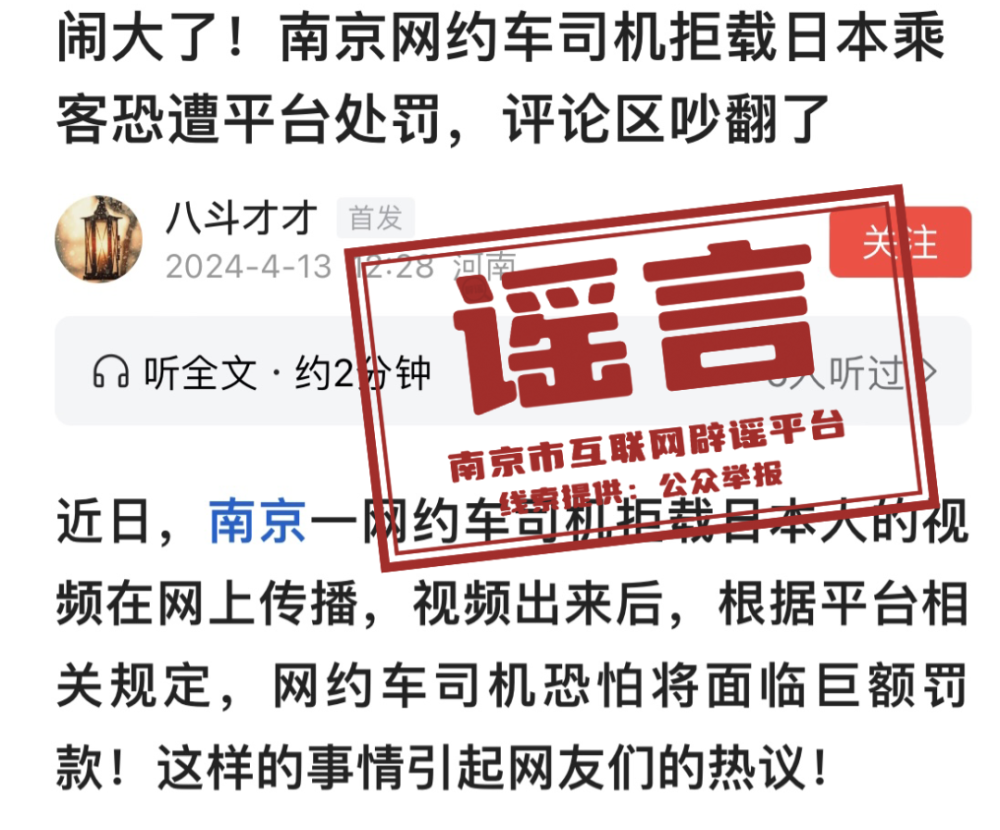 闹大了！南京网约车司机拒载日本乘
客恐遭平台处罚，评论区吵翻了
八斗才才 首发
2024-4-13 12:28 河南
关注
谣言
南京市互联网辟谣平台
线索提供：公众举报
听全文·约2分钟
人听过
近日，南京一网约车司机拒载日本人的视
频在网上传播，视频出来后，根据平台相
关规定，网约车司机恐怕将面临巨额罚
款！这样的事情引起网友们的热议！